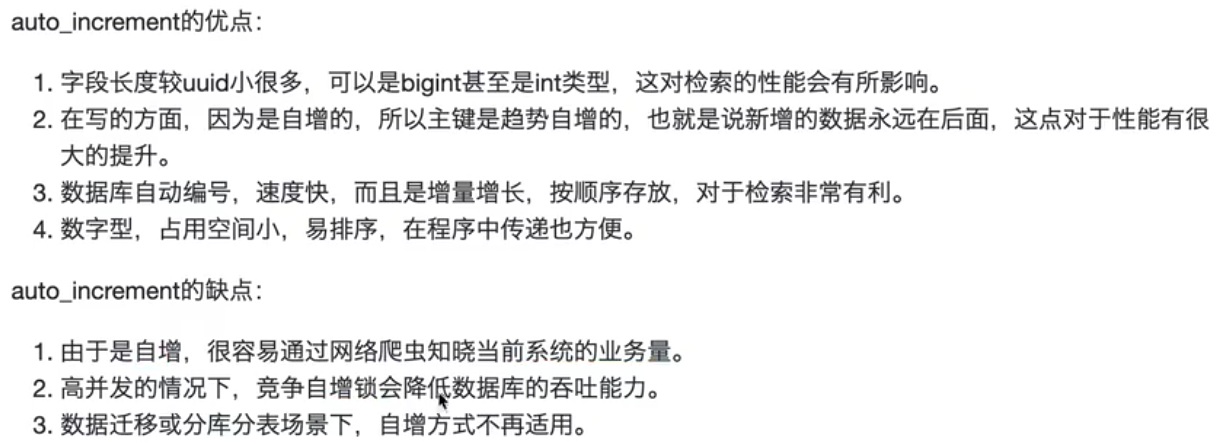 auto_increment的优点：
1. 字段长度较uuid小很多，可以是bigint甚至是int类型，这对检索的性能会有所影响。
2. 在写的方面，因为是自增的，所以主键是趋势自增的，也就是说新增的数据永远在后面，这点对于性能有很
大的提升。
3. 数据库自动编号，速度快，而且是增量增长，按顺序存放，对于检索非常有利。
4. 数字型，占用空间小，易排序，在程序中传递也方便。
auto_increment的缺点：
1. 由于是自增，很容易通过网络爬虫知晓当前系统的业务量。
2. 高并发的情况下，竞争自增锁会降低数据库的吞吐能力。
3. 数据迁移或分库分表场景下，自增方式不再适用。